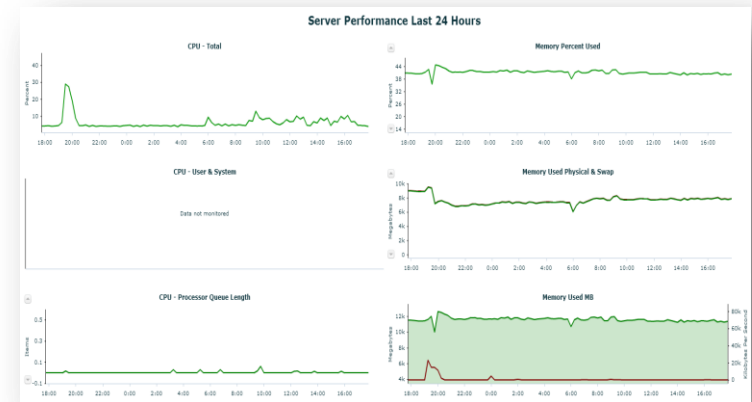 Server Performance Last 24 Hours
CPU - Total
Percent
40
30
20
10
18:00 20:00 22:00 0:00 2:00 4:00 6:00 8:00 10:00 12:00 14:00 16:00
Memory Percent Used
Percent
44
38
32
26
20
14
18:00 20:00 22:00 0:00 2:00 4:00 6:00 8:00 10:00 12:00 14:00 16:00
CPU - User & System
Data not monitored
Memory Used Physical & Swap
Megabytes
10k
8k
6k
4k
2k
0
18:00 20:00 22:00 0:00 2:00 4:00 6:00 8:00 10:00 12:00 14:00 16:00
CPU - Processor Queue Length
Items
0.5
0.3
0.1
-0.1
18:00 20:00 22:00 0:00 2:00 4:00 6:00 8:00 10:00 12:00 14:00 16:00
Memory Used MB
Megabytes
12k
10k
8k
6k
4k
80k
60k
40k
20k
0
Kilobytes Per Second
18:00 20:00 22:00 0:00 2:00 4:00 6:00 8:00 10:00 12:00 14:00 16:00